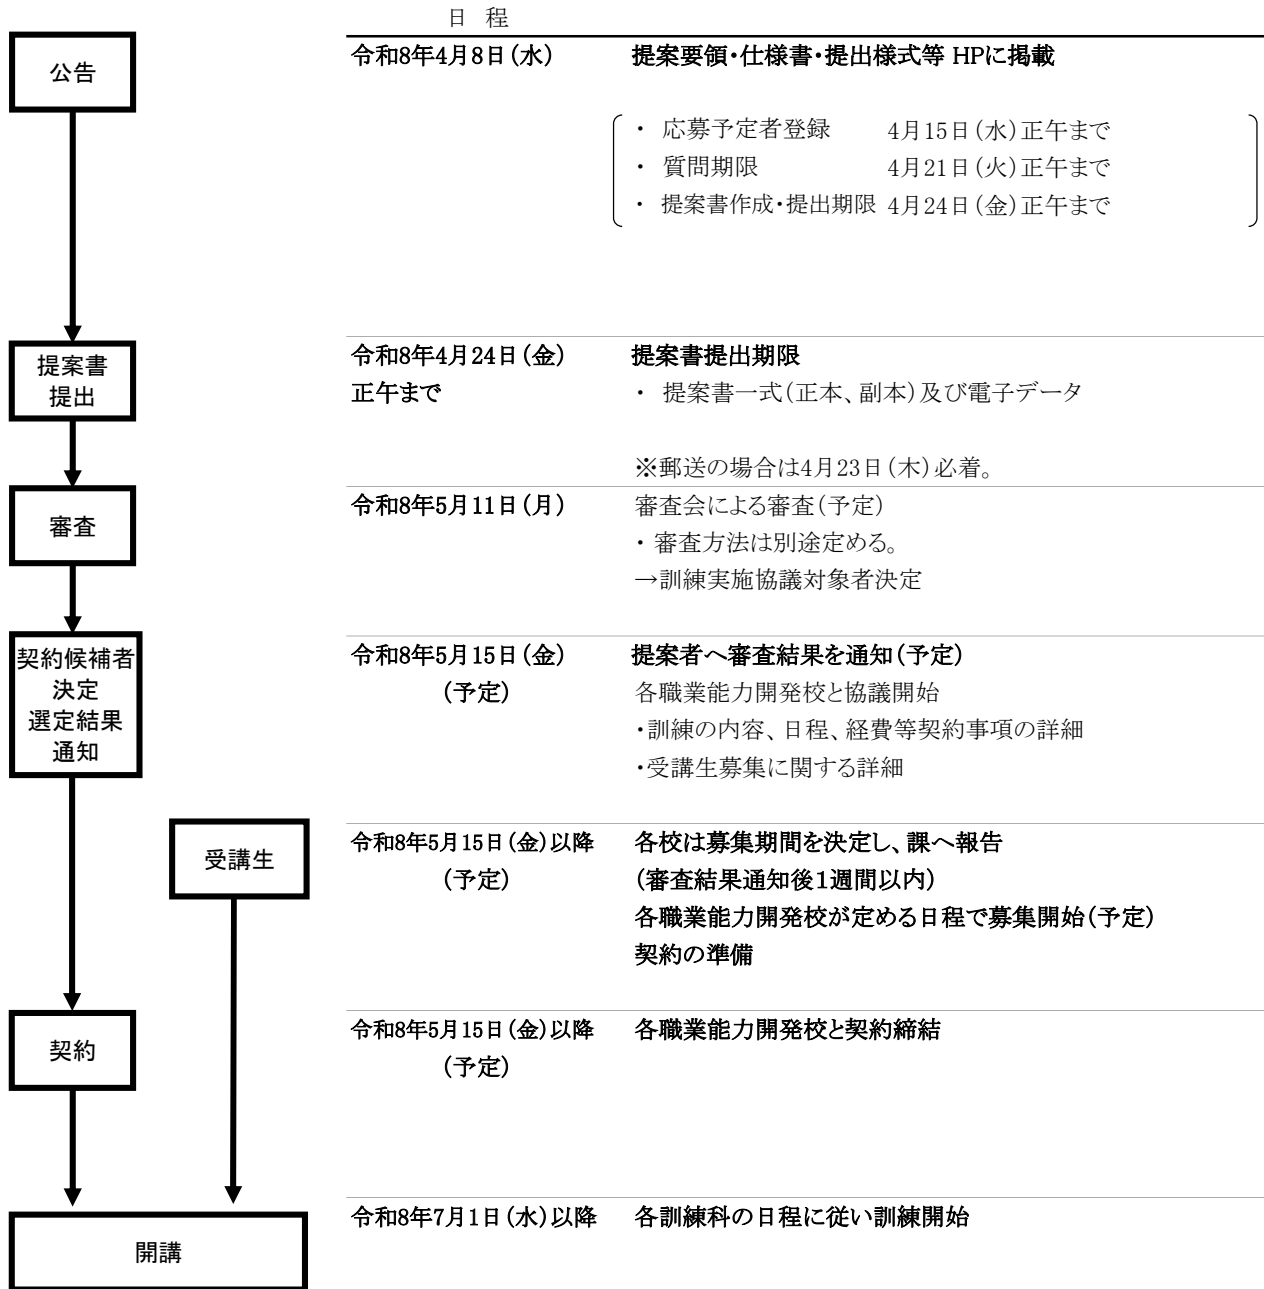 日 程
公告
令和8年4月8日(水) 提案要領・仕様書・提出様式等 HPに掲載
・ 応募予定者登録 4月15日(水)正午まで
・ 質問期限 4月21日(火)正午まで
・ 提案書作成・提出期限 4月24日(金)正午まで
提案書
提出
令和8年4月24日(金) 提案書提出期限
正午まで ・ 提案書一式(正本、副本)及び電子データ
※郵送の場合は4月23日(木)必着。
審査
令和8年5月11日(月) 審査会による審査(予定)
・ 審査方法は別途定める。
→訓練実施協議対象者決定
契約候補者
決定
選定結果
通知
令和8年5月15日(金) 提案者へ審査結果を通知(予定)
(予定) 各職業能力開発校と協議開始
・訓練の内容、日程、経費等契約事項の詳細
・受講生募集に関する詳細
受講生
令和8年5月15日(金)以降 各校は募集期間を決定し、課へ報告
(予定) (審査結果通知後1週間以内)
各職業能力開発校が定める日程で募集開始(予定)
契約の準備
契約
令和8年5月15日(金)以降 各職業能力開発校と契約締結
(予定)
開講
令和8年7月1日(水)以降 各訓練科の日程に従い訓練開始